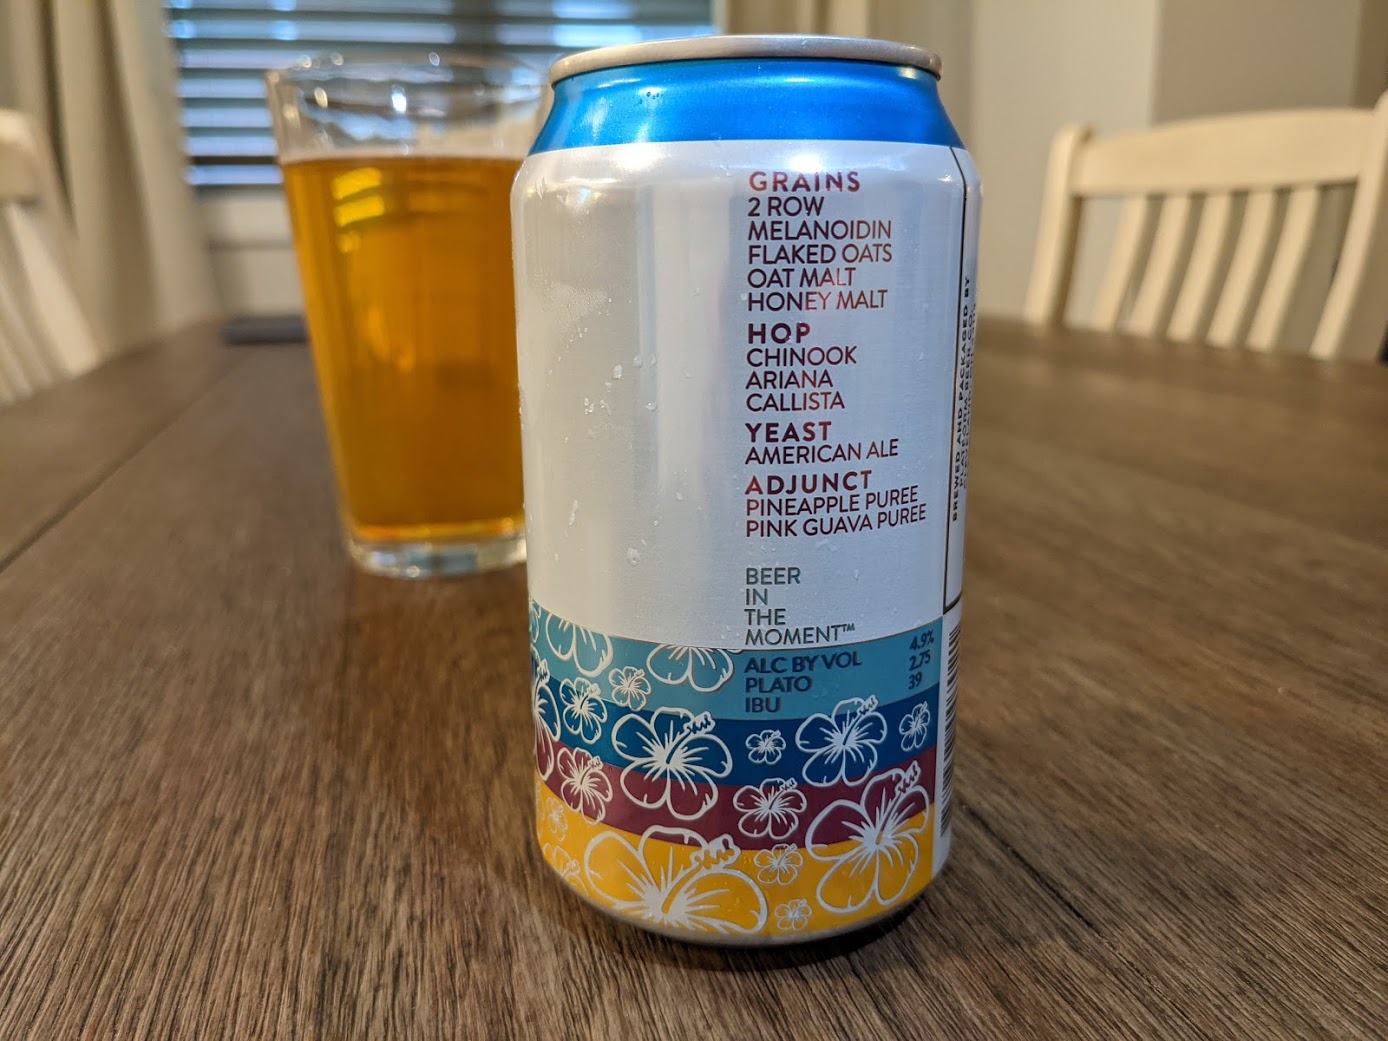 GRAINS
2 ROW
MELANOIDIN
FLAKED OATS
OAT MALT
HONEY MALT
HOP
CHINOOK
ARIANA
CALLISTA
YEAST
AMERICAN ALE
ADJUNCT
PINEAPPLE PUREE
PINK GUAVA PUREE
BEER
IN
THE
MOMENT™
ALC BY VOL 4.9%
PLATO 2.75
IBU 39
BREWED AND PACKAGED BY